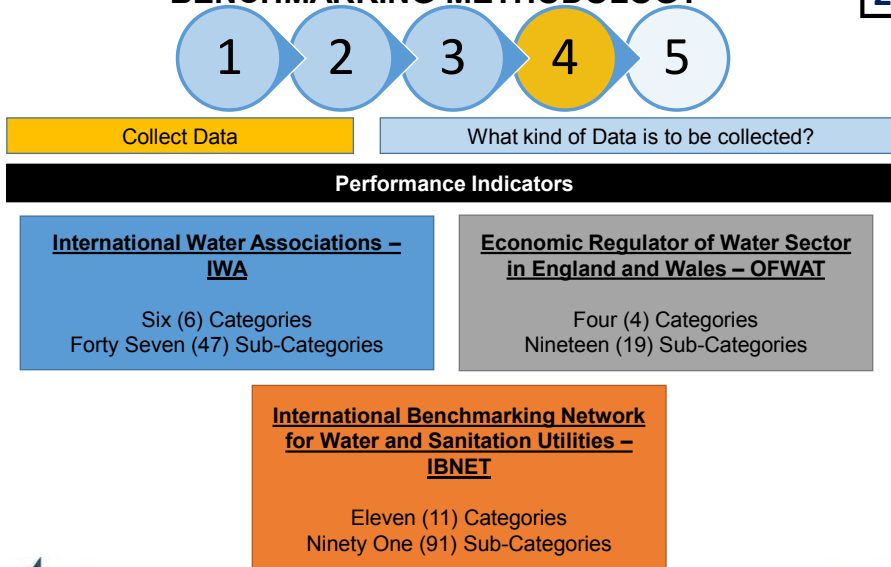 BENCHMARKING METHODOLOGY
2
1 2 3 4 5
Collect Data
What kind of Data is to be collected?
Performance Indicators
International Water Associations –
IWA
Six (6) Categories
Forty Seven (47) Sub-Categories
Economic Regulator of Water Sector
in England and Wales – OFWAT
Four (4) Categories
Nineteen (19) Sub-Categories
International Benchmarking Network
for Water and Sanitation Utilities –
IBNET
Eleven (11) Categories
Ninety One (91) Sub-Categories